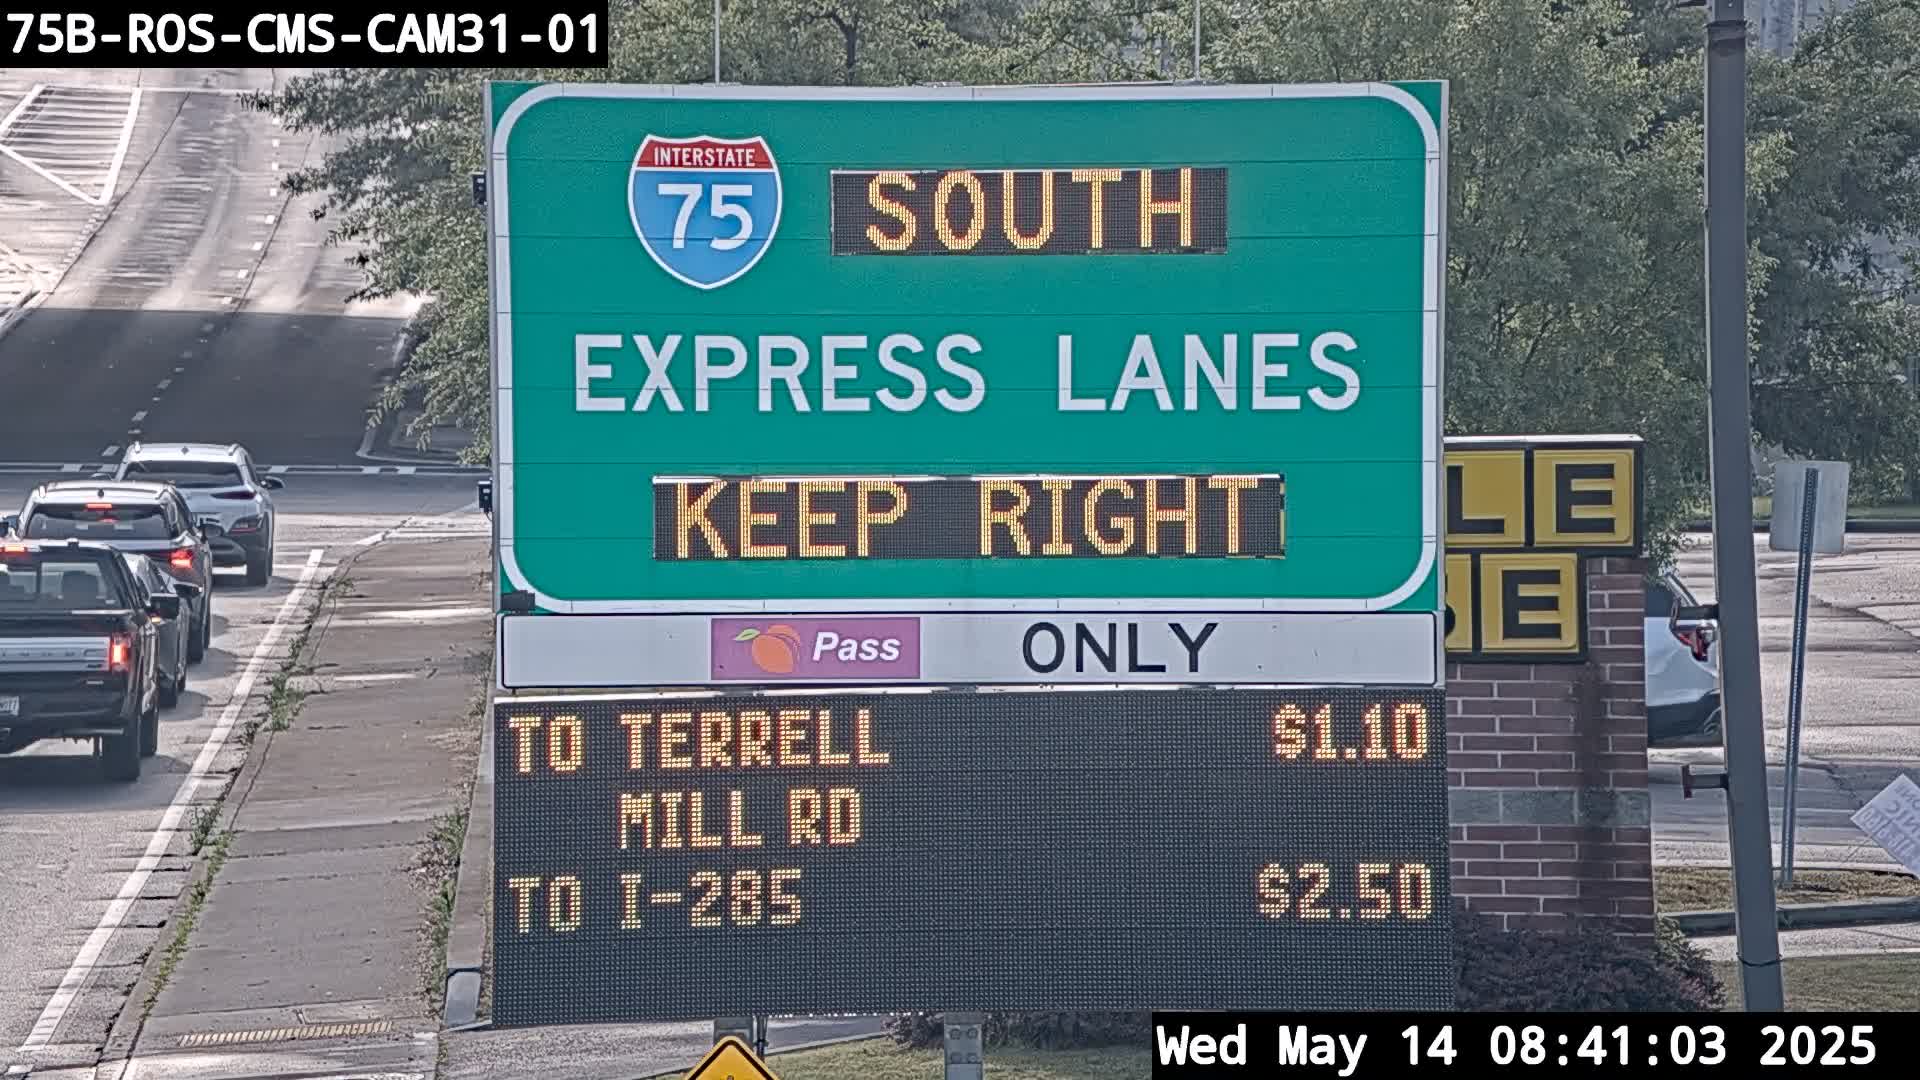 75B-ROS-CMS-CAM31-01
INTERSTATE
75
SOUTH
EXPRESS LANES
KEEP RIGHT
Pass ONLY
TO TERRELL $1.10
MILL RD
TO I-285 $2.50
LE
E
Wed May 14 08:41:03 2025